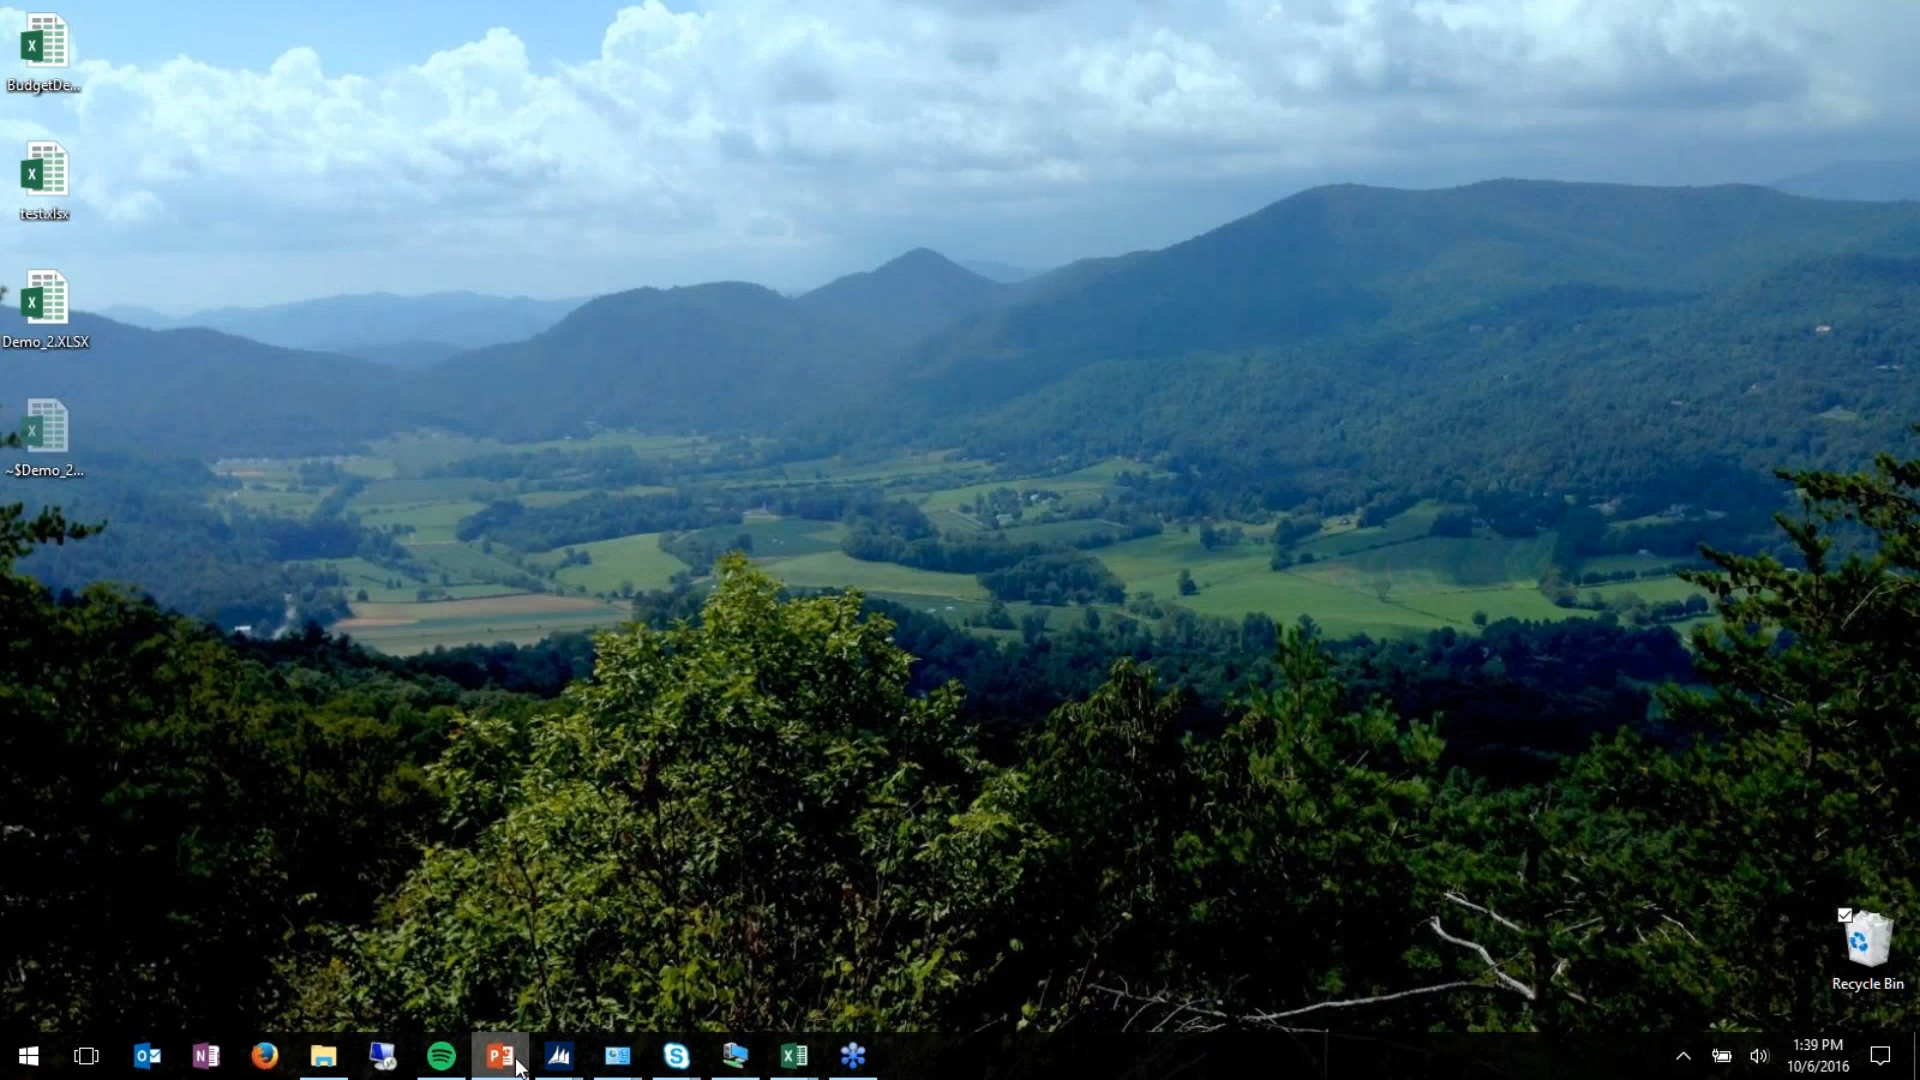 BudgetDe...
test.xlsx
Demo_2.XLSX
~$Demo_2...
Recycle Bin
1:39 PM
10/6/2016